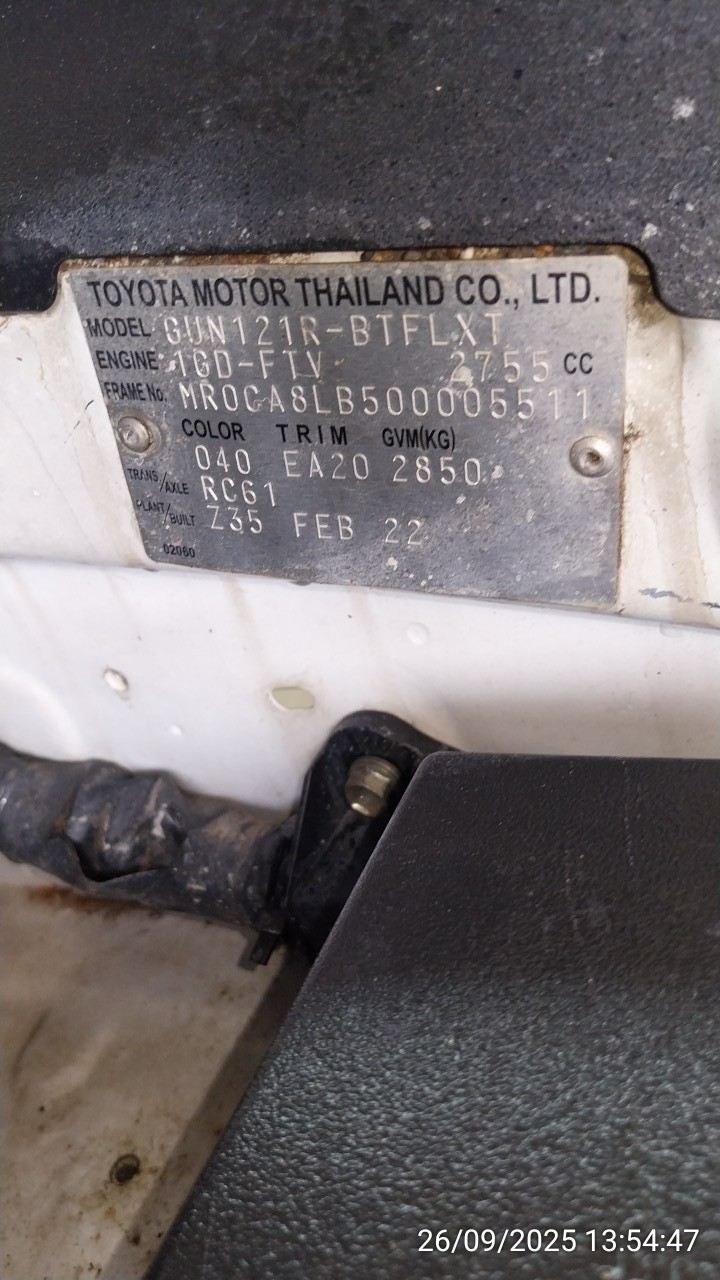 TOYOTA MOTOR THAILAND CO., LTD.
MODEL GUN121R-BTFLXT
ENGINE 1GD-FTV 2755 CC
FRAME No. MR0CA8LB500005511
COLOR TRIM GVM(KG)
040 EA20 2850
TRANS/AXLE RC61
PLANT/BUILT Z35 FEB 22
02060
26/09/2025 13:54:47